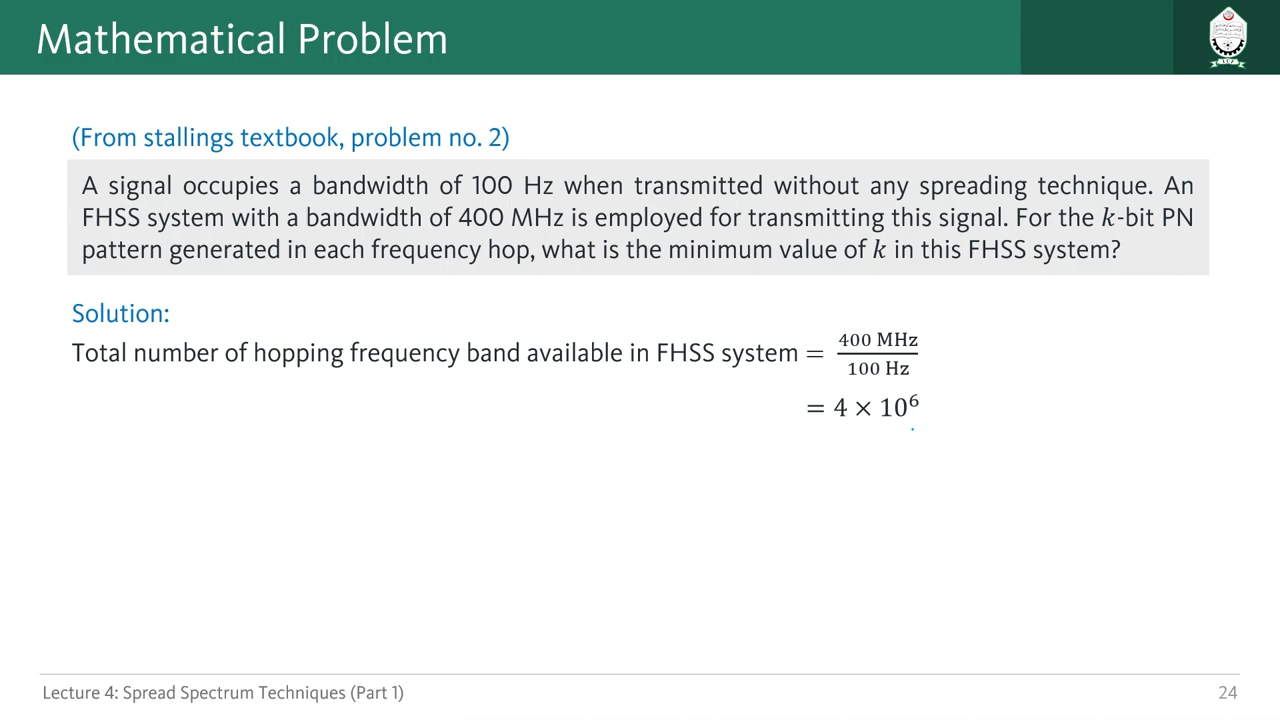 Mathematical Problem
(From stallings textbook, problem no. 2)
A signal occupies a bandwidth of 100 Hz when transmitted without any spreading technique. An
FHSS system with a bandwidth of 400 MHz is employed for transmitting this signal. For the k-bit PN
pattern generated in each frequency hop, what is the minimum value of k in this FHSS system?
Solution:
Total number of hopping frequency band available in FHSS system = 400 MHz / 100 Hz
= 4 × 10⁶
Lecture 4: Spread Spectrum Techniques (Part 1)
24